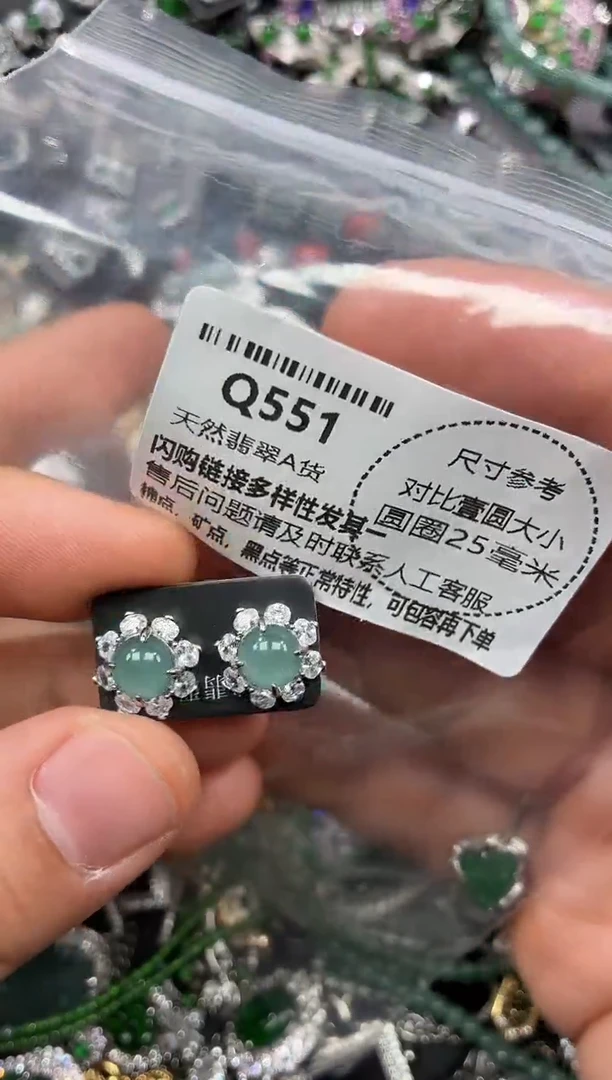 Q551
天然翡翠A货
闪购链接多样性发其一
售后问题请及时联系人工客服
棉点，矿点，黑点等正常特性，可包容再下单
尺寸参考
对比壹圆大小
圆圈25毫米